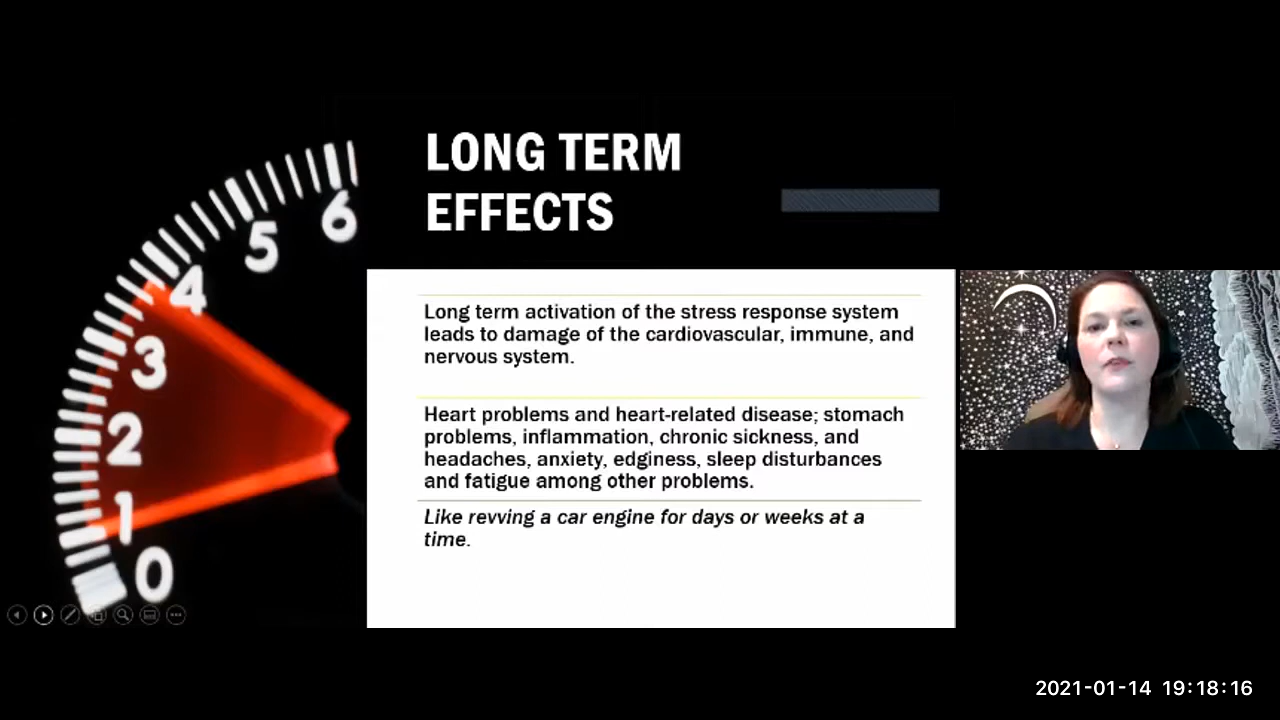 LONG TERM
EFFECTS
6
5
4
3
2
1
0
Long term activation of the stress response system
leads to damage of the cardiovascular, immune, and
nervous system.
Heart problems and heart-related disease; stomach
problems, inflammation, chronic sickness, and
headaches, anxiety, edginess, sleep disturbances
and fatigue among other problems.
Like revving a car engine for days or weeks at a
time.
2021-01-14 19:18:16